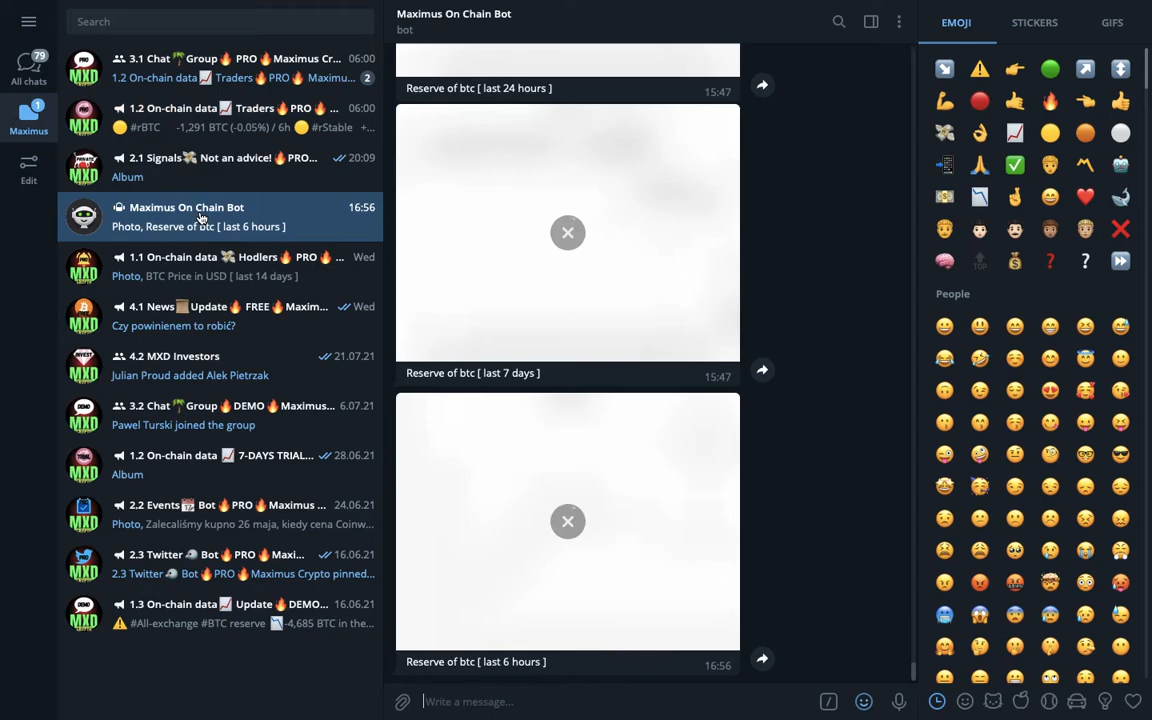 Search
79
All chats
1
Maximus
Edit
3.1 Chat🌴Group🔥 PRO 🔥Maximus Cr... 06:00
1.2 On-chain data📈 Traders🔥PRO🔥 Maximu... 2
1.2 On-chain data📈 Traders🔥PRO 🔥 ... 06:00
🟡 #rBTC -1,291 BTC (-0.05%) / 6h 🟡 #rStable +...
2.1 Signals💸 Not an advice! 🔥PRO... 20:09
Album
Maximus On Chain Bot 16:56
Photo, Reserve of btc [ last 6 hours ]
1.1 On-chain data 💸 Hodlers🔥 PRO 🔥 ... Wed
Photo, BTC Price in USD [ last 14 days ]
4.1 News Update🔥 FREE🔥Maxim... Wed
Czy powinienem to robić?
4.2 MXD Investors 21.07.21
Julian Proud added Alek Pietrzak
3.2 Chat🌴Group🔥DEMO🔥Maximus... 6.07.21
Pawel Turski joined the group
1.2 On-chain data 📈 7-DAYS TRIAL... 28.06.21
Album
2.2 Events📆 Bot🔥PRO🔥Maximus ... 24.06.21
Photo, Zalecaliśmy kupno 26 maja, kiedy cena Coinw...
2.3 Twitter Bot🔥PRO🔥Maxi... 16.06.21
2.3 Twitter Bot🔥PRO🔥Maximus Crypto pinned...
1.3 On-chain data📈 Update🔥DEMO... 16.06.21
⚠️ #All-exchange #BTC reserve 📉-4,685 BTC in the...
Maximus On Chain Bot
bot
Reserve of btc [ last 24 hours ]
15:47
Reserve of btc [ last 7 days ]
15:47
Reserve of btc [ last 6 hours ]
16:56
Write a message...
EMOJI STICKERS GIFS
TOP
People